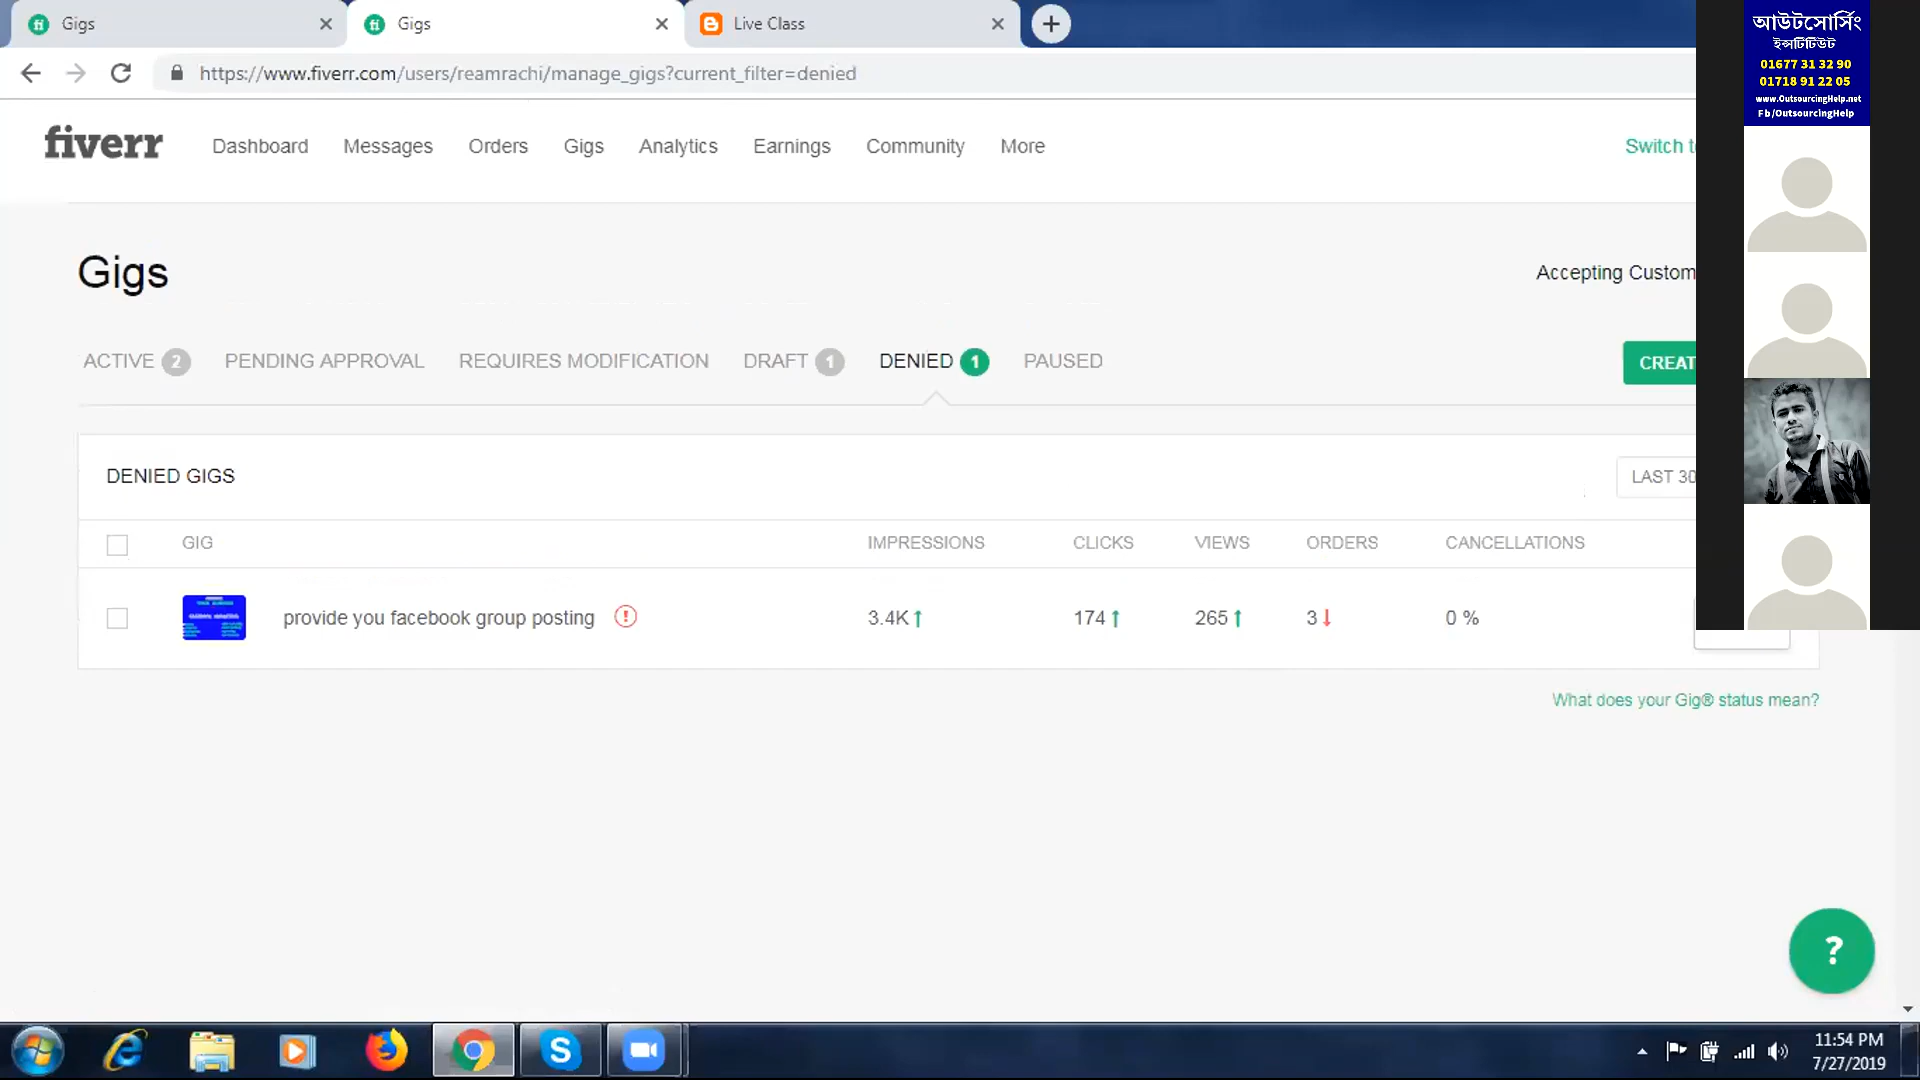 Gigs
Gigs
Live Class
https://www.fiverr.com/users/reamrachi/manage_gigs?current_filter=denied
আউটসোর্সিং
ইন্সটিটিউট
01677 31 32 90
01718 91 22 05
www.OutsourcingHelp.net
Fb/OutsourcingHelp
fiverr
Dashboard
Messages
Orders
Gigs
Analytics
Earnings
Community
More
Switch t
Gigs
Accepting Custom
ACTIVE 2
PENDING APPROVAL
REQUIRES MODIFICATION
DRAFT 1
DENIED 1
PAUSED
CREAT
DENIED GIGS
LAST 30
GIG
IMPRESSIONS
CLICKS
VIEWS
ORDERS
CANCELLATIONS
provide you facebook group posting
3.4K
174
265
3
0 %
What does your Gig® status mean?
?
11:54 PM
7/27/2019